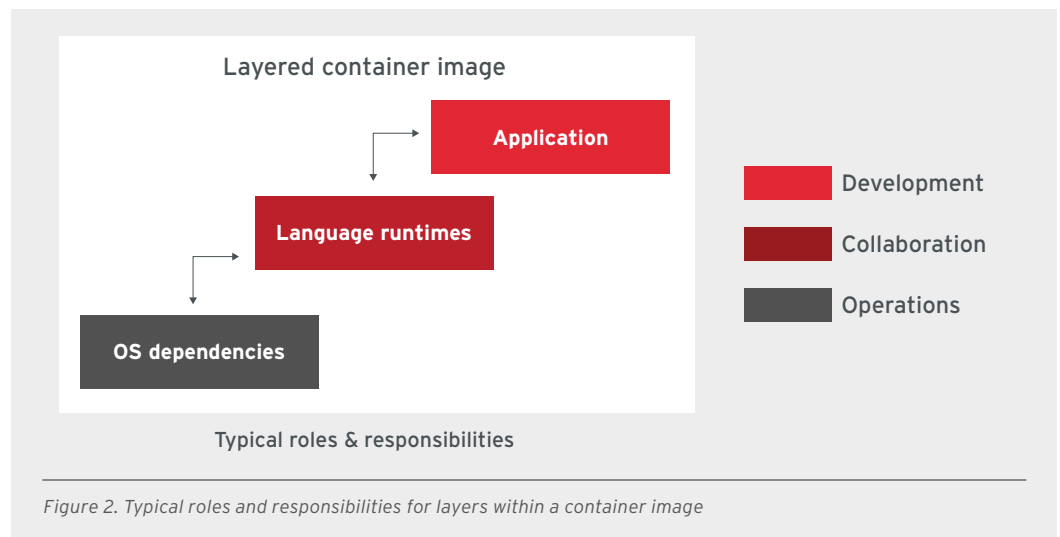 Layered container image
Application
Language runtimes
OS dependencies
Development
Collaboration
Operations
Typical roles & responsibilities
Figure 2. Typical roles and responsibilities for layers within a container image